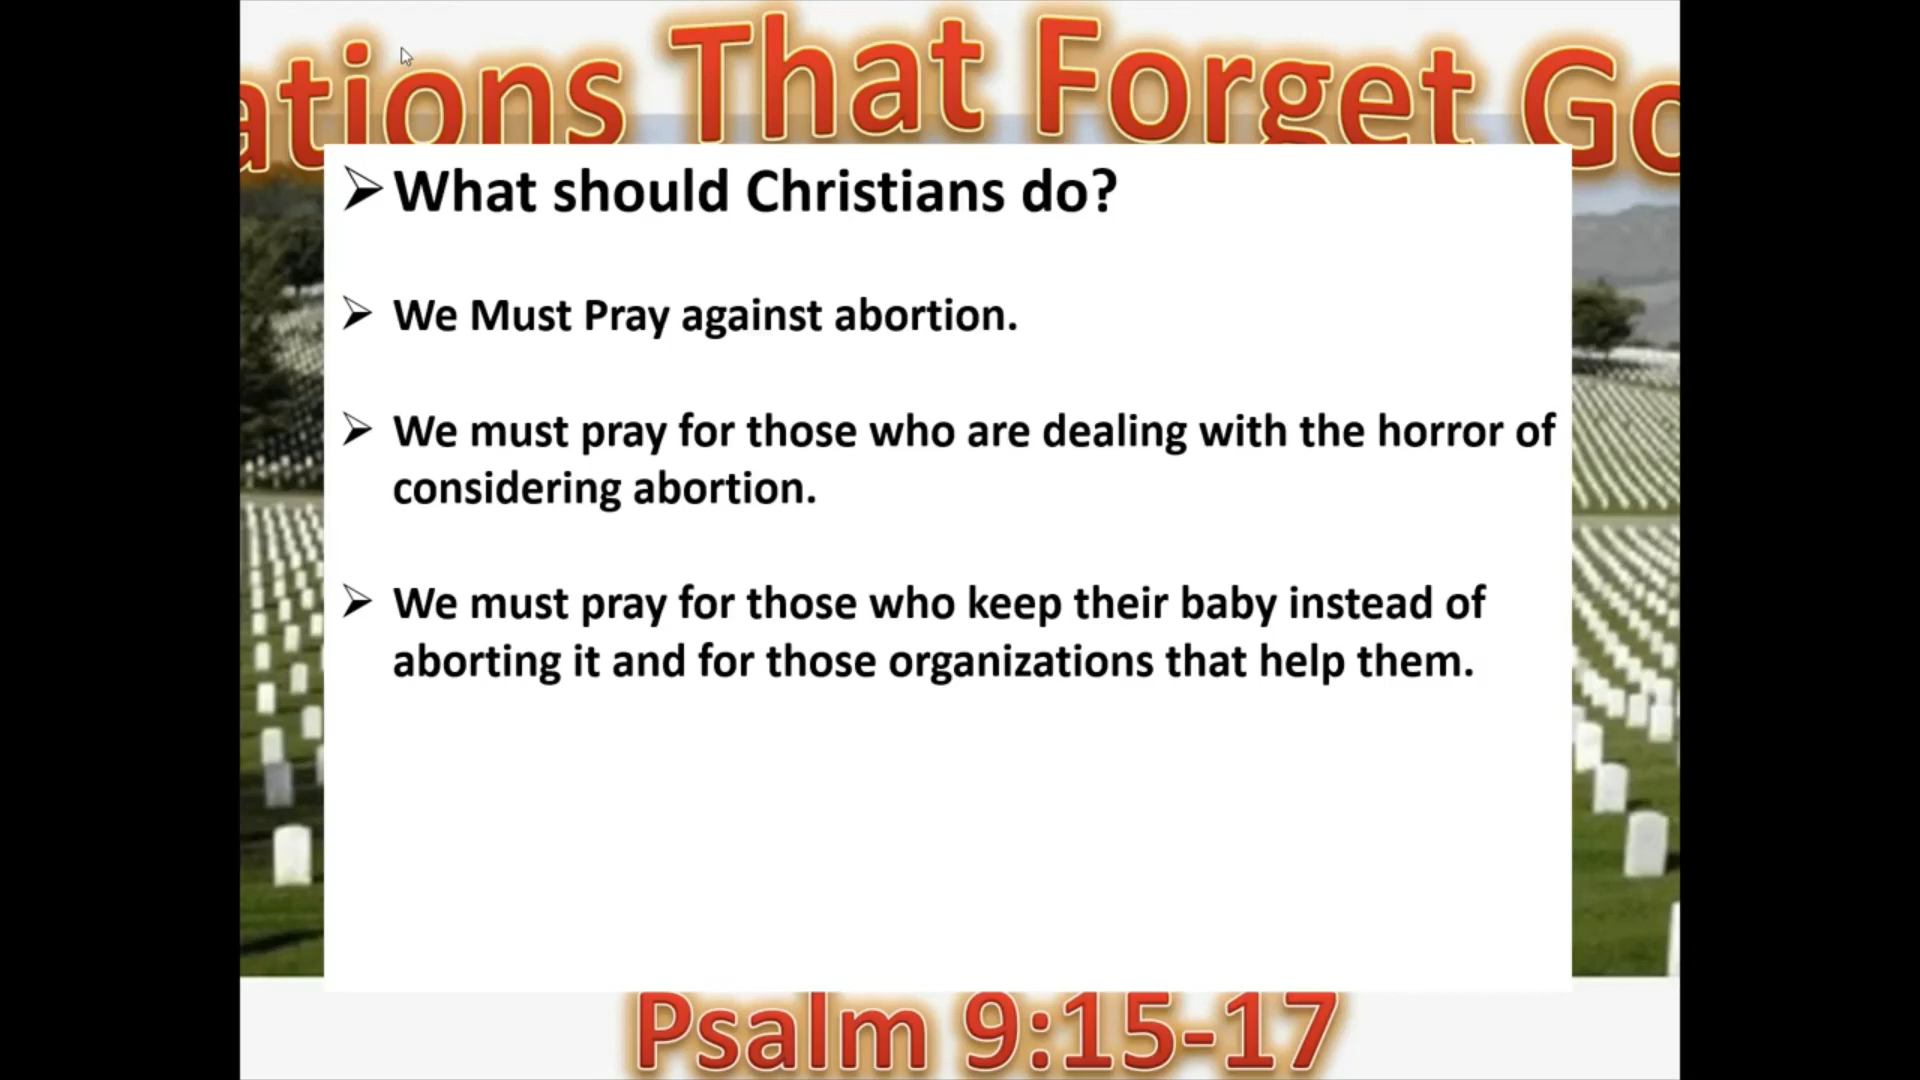 ations That Forget Go
What should Christians do?
We Must Pray against abortion.
We must pray for those who are dealing with the horror of
considering abortion.
We must pray for those who keep their baby instead of
aborting it and for those organizations that help them.
Psalm 9:15-17